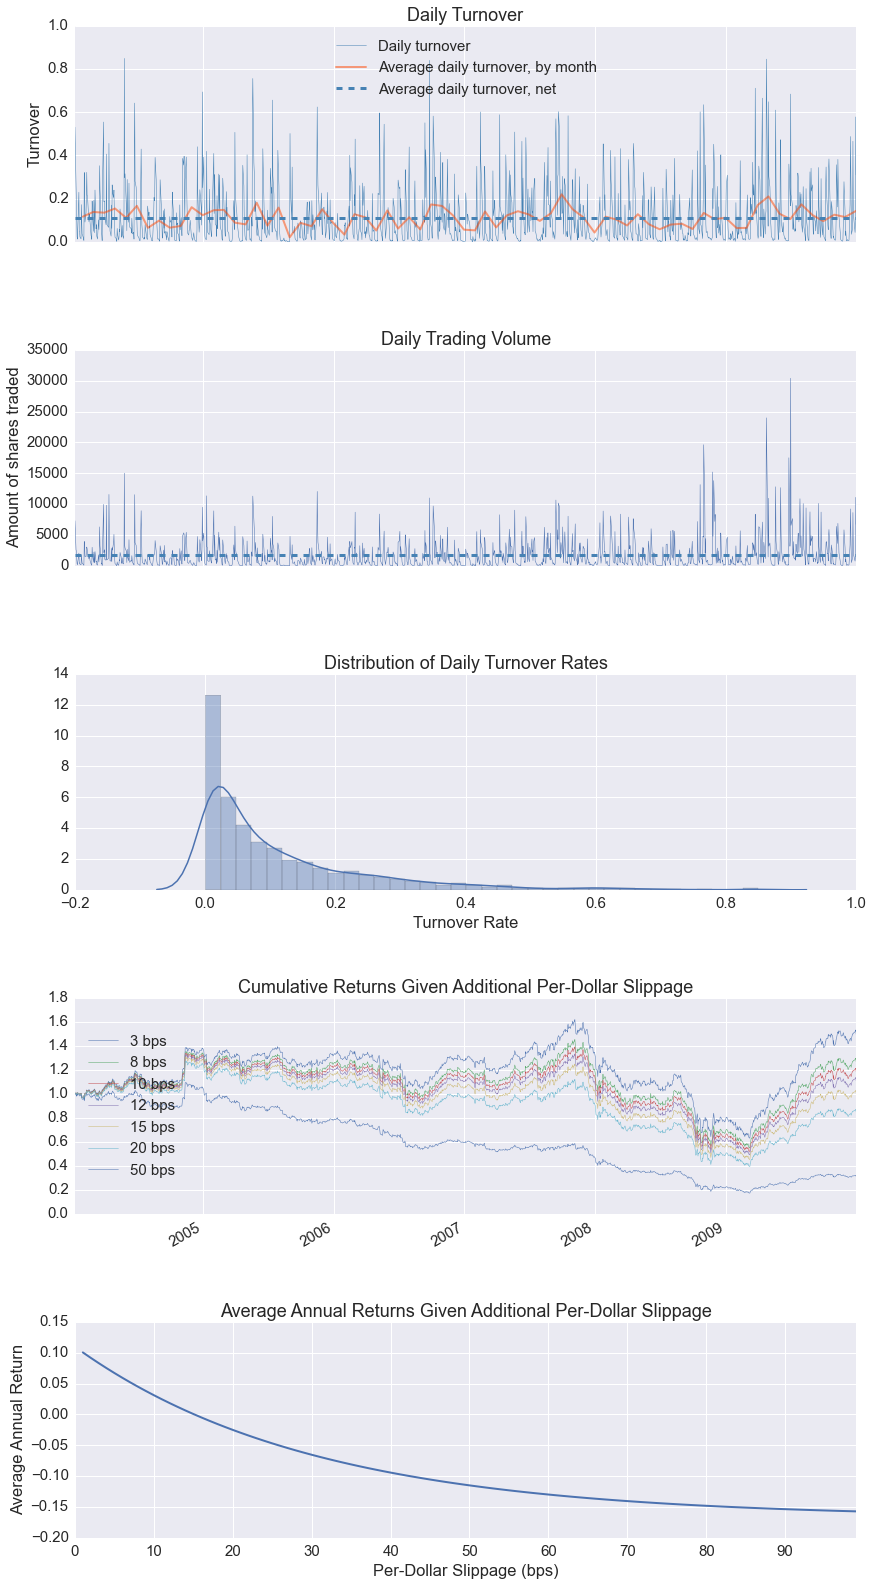 Daily Turnover
1.0
0.8
0.6
0.4
0.2
0.0
Turnover
Daily turnover
Average daily turnover, by month
Average daily turnover, net
Daily Trading Volume
35000
30000
25000
20000
15000
10000
5000
0
Amount of shares traded
Distribution of Daily Turnover Rates
14
12
10
8
6
4
2
0
−0.2 0.0 0.2 0.4 0.6 0.8 1.0
Turnover Rate
Cumulative Returns Given Additional Per-Dollar Slippage
1.8
1.6
1.4
1.2
1.0
0.8
0.6
0.4
0.2
0.0
3 bps
8 bps
10 bps
12 bps
15 bps
20 bps
50 bps
2005 2006 2007 2008 2009
Average Annual Returns Given Additional Per-Dollar Slippage
0.15
0.10
0.05
0.00
−0.05
−0.10
−0.15
−0.20
Average Annual Return
0 10 20 30 40 50 60 70 80 90
Per-Dollar Slippage (bps)